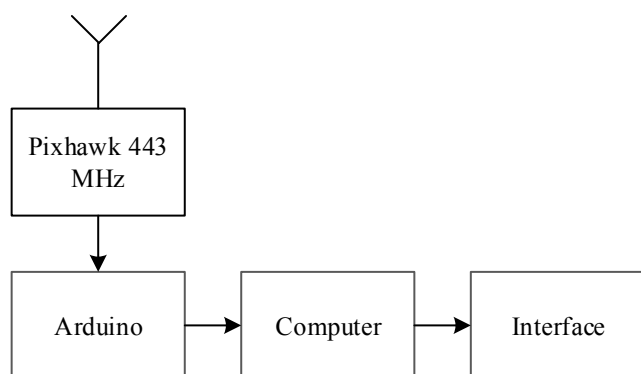 Pixhawk 443
MHz
Arduino
Computer
Interface